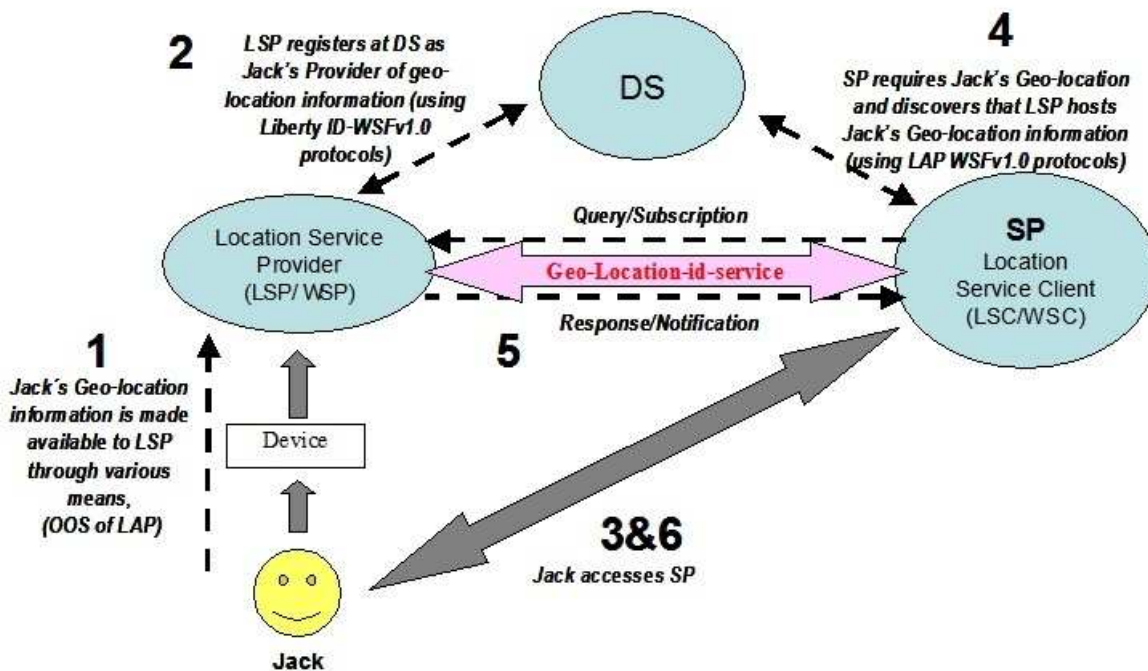 2
LSP registers at DS as
Jack's Provider of geo-
location information (using
Liberty ID-WSFv1.0
protocols)
DS
4
SP requires Jack's Geo-location
and discovers that LSP hosts
Jack's Geo-location information
(using LAP WSFv1.0 protocols)
Location Service
Provider
(LSP/ WSP)
Query/Subscription
Geo-Location-id-service
Response/Notification
SP
Location
Service Client
(LSC/WSC)
5
1
Jack´s Geo-location
information is made
available to LSP
through various
means,
(OOS of LAP)
Device
3&6
Jack accesses SP
Jack